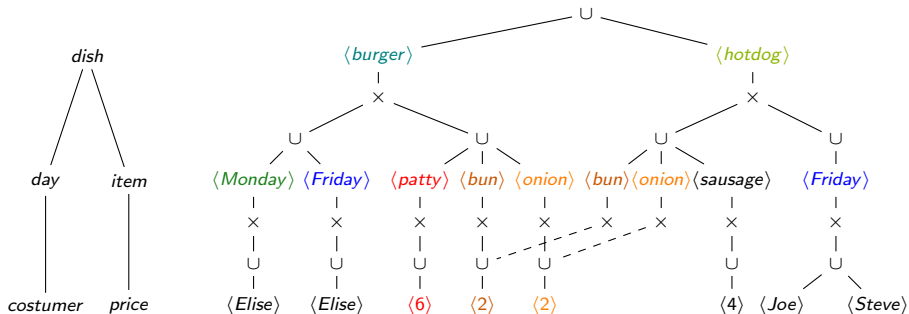 ∪
dish ⟨burger⟩ ⟨hotdog⟩
× ×
∪ ∪ ∪ ∪
day item ⟨Monday⟩ ⟨Friday⟩ ⟨patty⟩ ⟨bun⟩ ⟨onion⟩ ⟨bun⟩ ⟨onion⟩ ⟨sausage⟩ ⟨Friday⟩
× × × × × × × × ×
∪ ∪ ∪ ∪ ∪ ∪ ∪
costumer price ⟨Elise⟩ ⟨Elise⟩ ⟨6⟩ ⟨2⟩ ⟨2⟩ ⟨4⟩ ⟨Joe⟩ ⟨Steve⟩